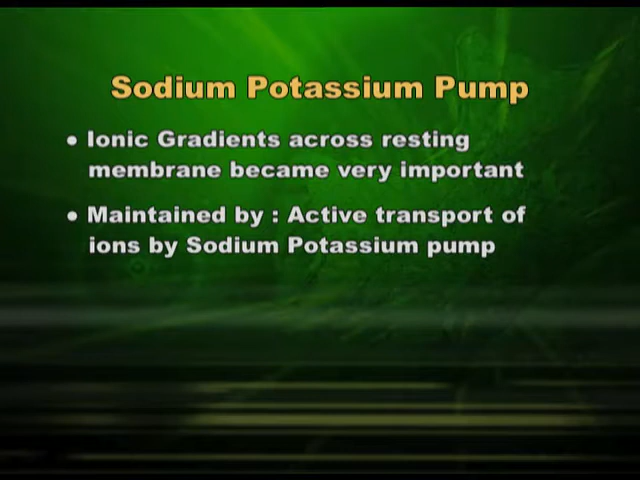 Sodium Potassium Pump
• Ionic Gradients across resting
membrane became very important
• Maintained by : Active transport of
ions by Sodium Potassium pump